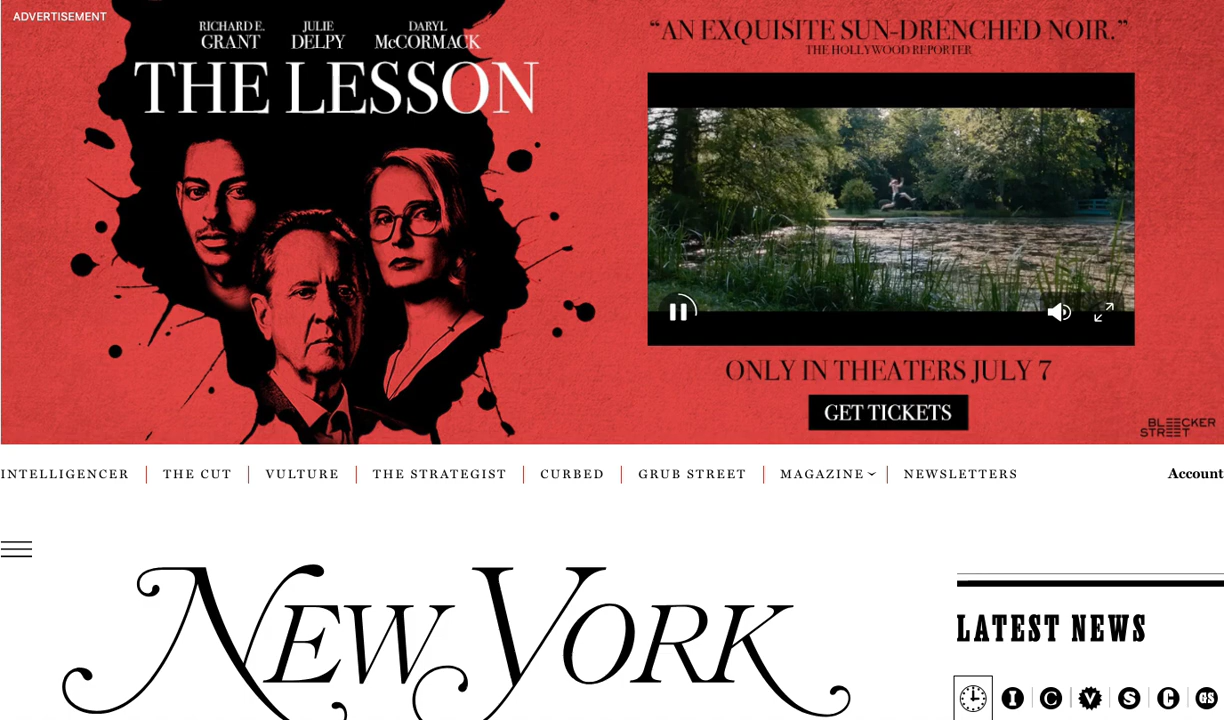 ADVERTISEMENT
RICHARD E. GRANT
JULIE DELPY
DARYL McCORMACK
THE LESSON
“AN EXQUISITE SUN-DRENCHED NOIR.”
THE HOLLYWOOD REPORTER
ONLY IN THEATERS JULY 7
GET TICKETS
BLEECKER
STREET
INTELLIGENCER THE CUT VULTURE THE STRATEGIST CURBED GRUB STREET MAGAZINE NEWSLETTERS Account
NEW YORK
LATEST NEWS
I C V S C GS